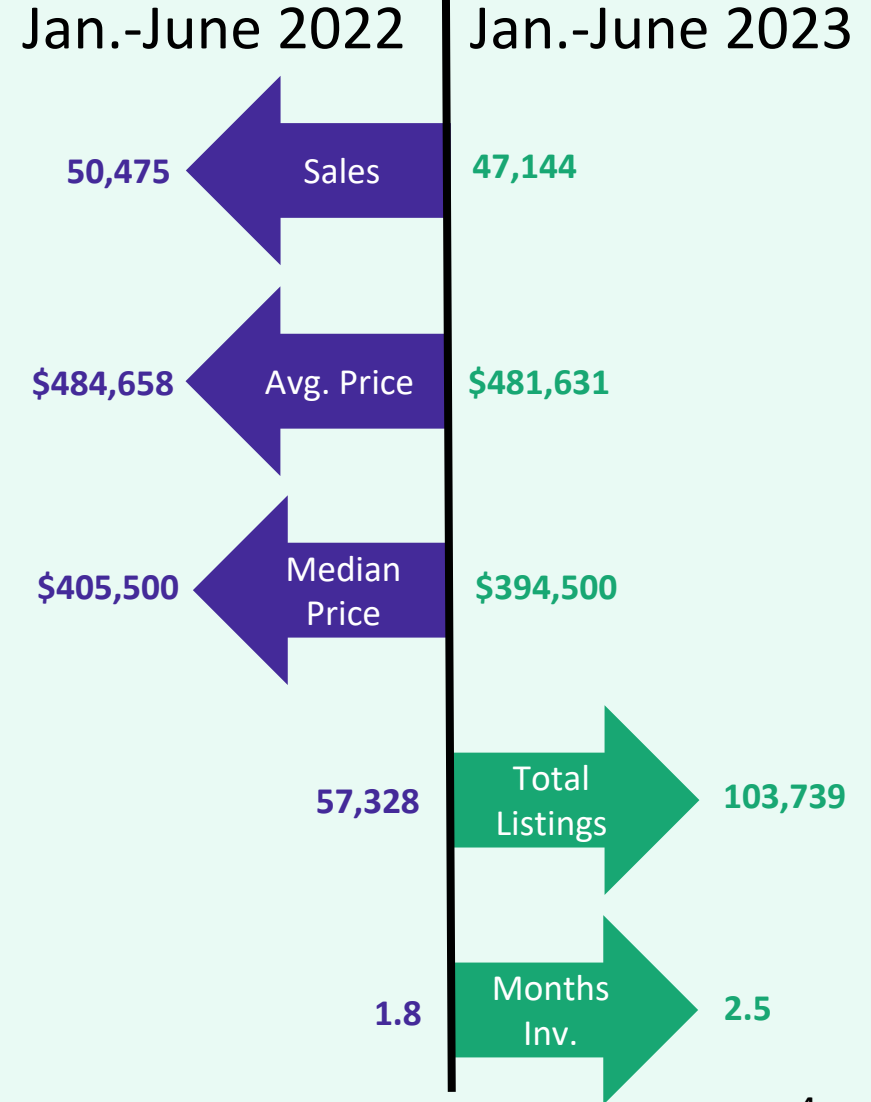 Jan.-June 2022
Jan.-June 2023
50,475
Sales
47,144
$484,658
Avg. Price
$481,631
$405,500
Median
Price
$394,500
57,328
Total
Listings
103,739
1.8
Months
Inv.
2.5